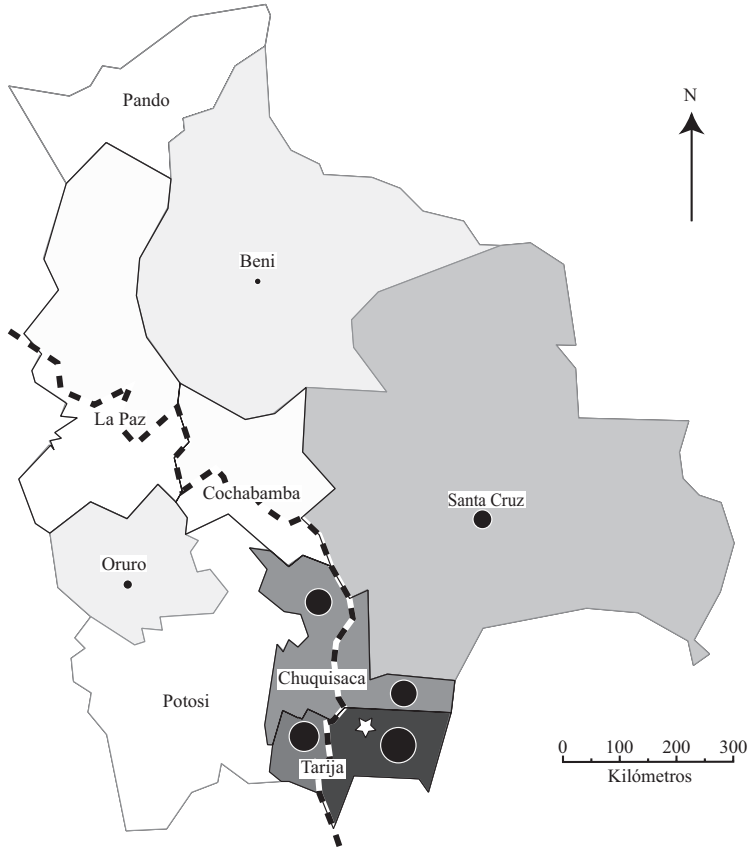 Pando
N
Beni
La Paz
Cochabamba
Santa Cruz
Oruro
Chuquisaca
Potosi
Tarija
0 100 200 300
Kilómetros